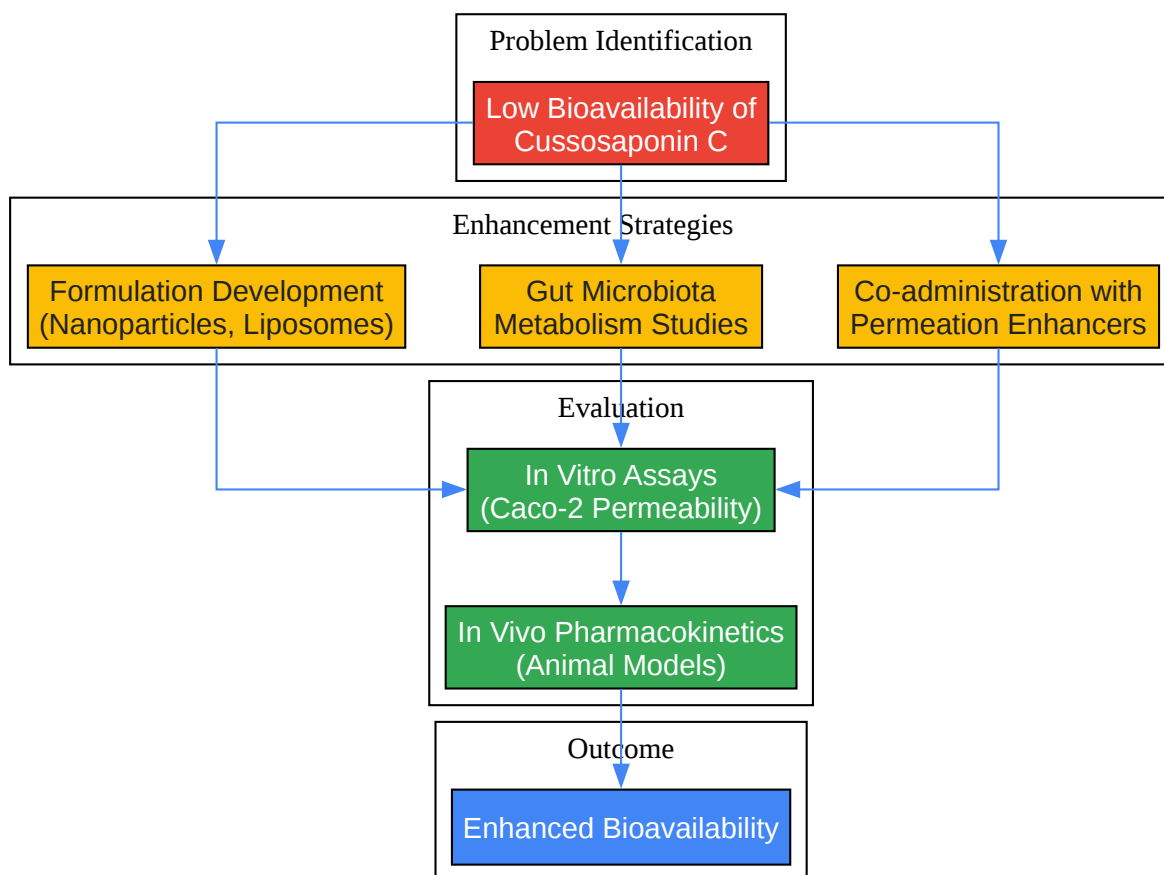 Problem Identification
Low Bioavailability of
Cussosaponin C
Enhancement Strategies
Formulation Development
(Nanoparticles, Liposomes)
Gut Microbiota
Metabolism Studies
Co-administration with
Permeation Enhancers
Evaluation
In Vitro Assays
(Caco-2 Permeability)
In Vivo Pharmacokinetics
(Animal Models)
Outcome
Enhanced Bioavailability